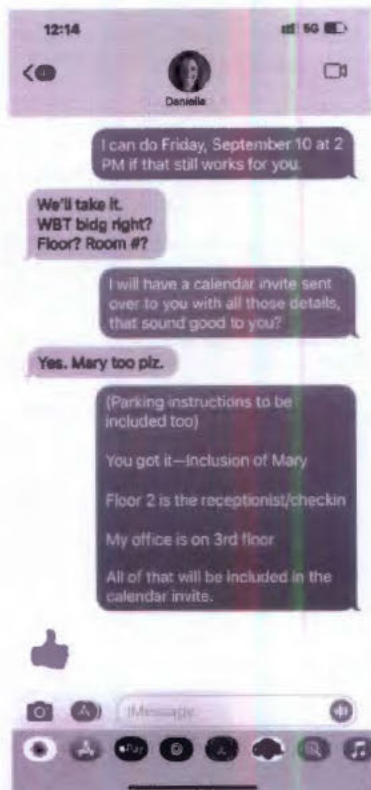 12:14
5G
Danielle
I can do Friday, September 10 at 2
PM if that still works for you.
We'll take it.
WBT bldg right?
Floor? Room #?
I will have a calendar invite sent
over to you with all those details,
that sound good to you?
Yes. Mary too plz.
(Parking instructions to be
included too)
You got it—Inclusion of Mary
Floor 2 is the receptionist/checkin
My office is on 3rd floor
All of that will be included in the
calendar invite.
iMessage
Pay